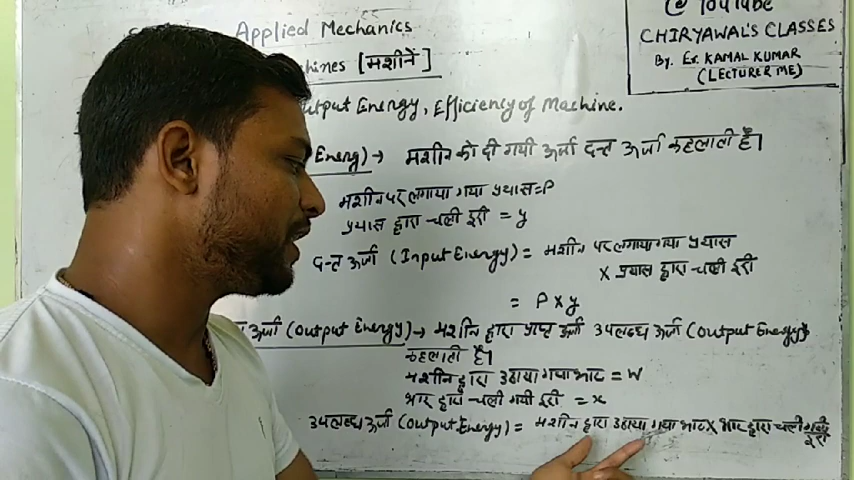 @ YouTube
CHIRYAWAL'S CLASSES
By. Er. KAMAL KUMAR
(LECTURER ME)
Applied Mechanics
chines [मशीनें]
utput Energy, Efficiency of Machine.
Energy) → मशीन को दी गयी ऊर्जा दत्त ऊर्जा कहलाती है।
मशीन पर लगाया गया प्रयास = P
प्रयास द्वारा चली दूरी = y
दत्त ऊर्जा (Input Energy) = मशीन पर लगाया गया प्रयास
X प्रयास द्वारा चली दूरी
= P X y
ऊर्जा (Output Energy) → मशीन द्वारा प्राप्त ऊर्जा उपलब्ध ऊर्जा (Output Energy)
कहलाती है।
मशीन द्वारा उठाया गया भार = W
भार द्वारा चली गयी दूरी = x
उपलब्ध ऊर्जा (Output Energy) = मशीन द्वारा उठाया गया भार X भार द्वारा चली गयी
दूरी